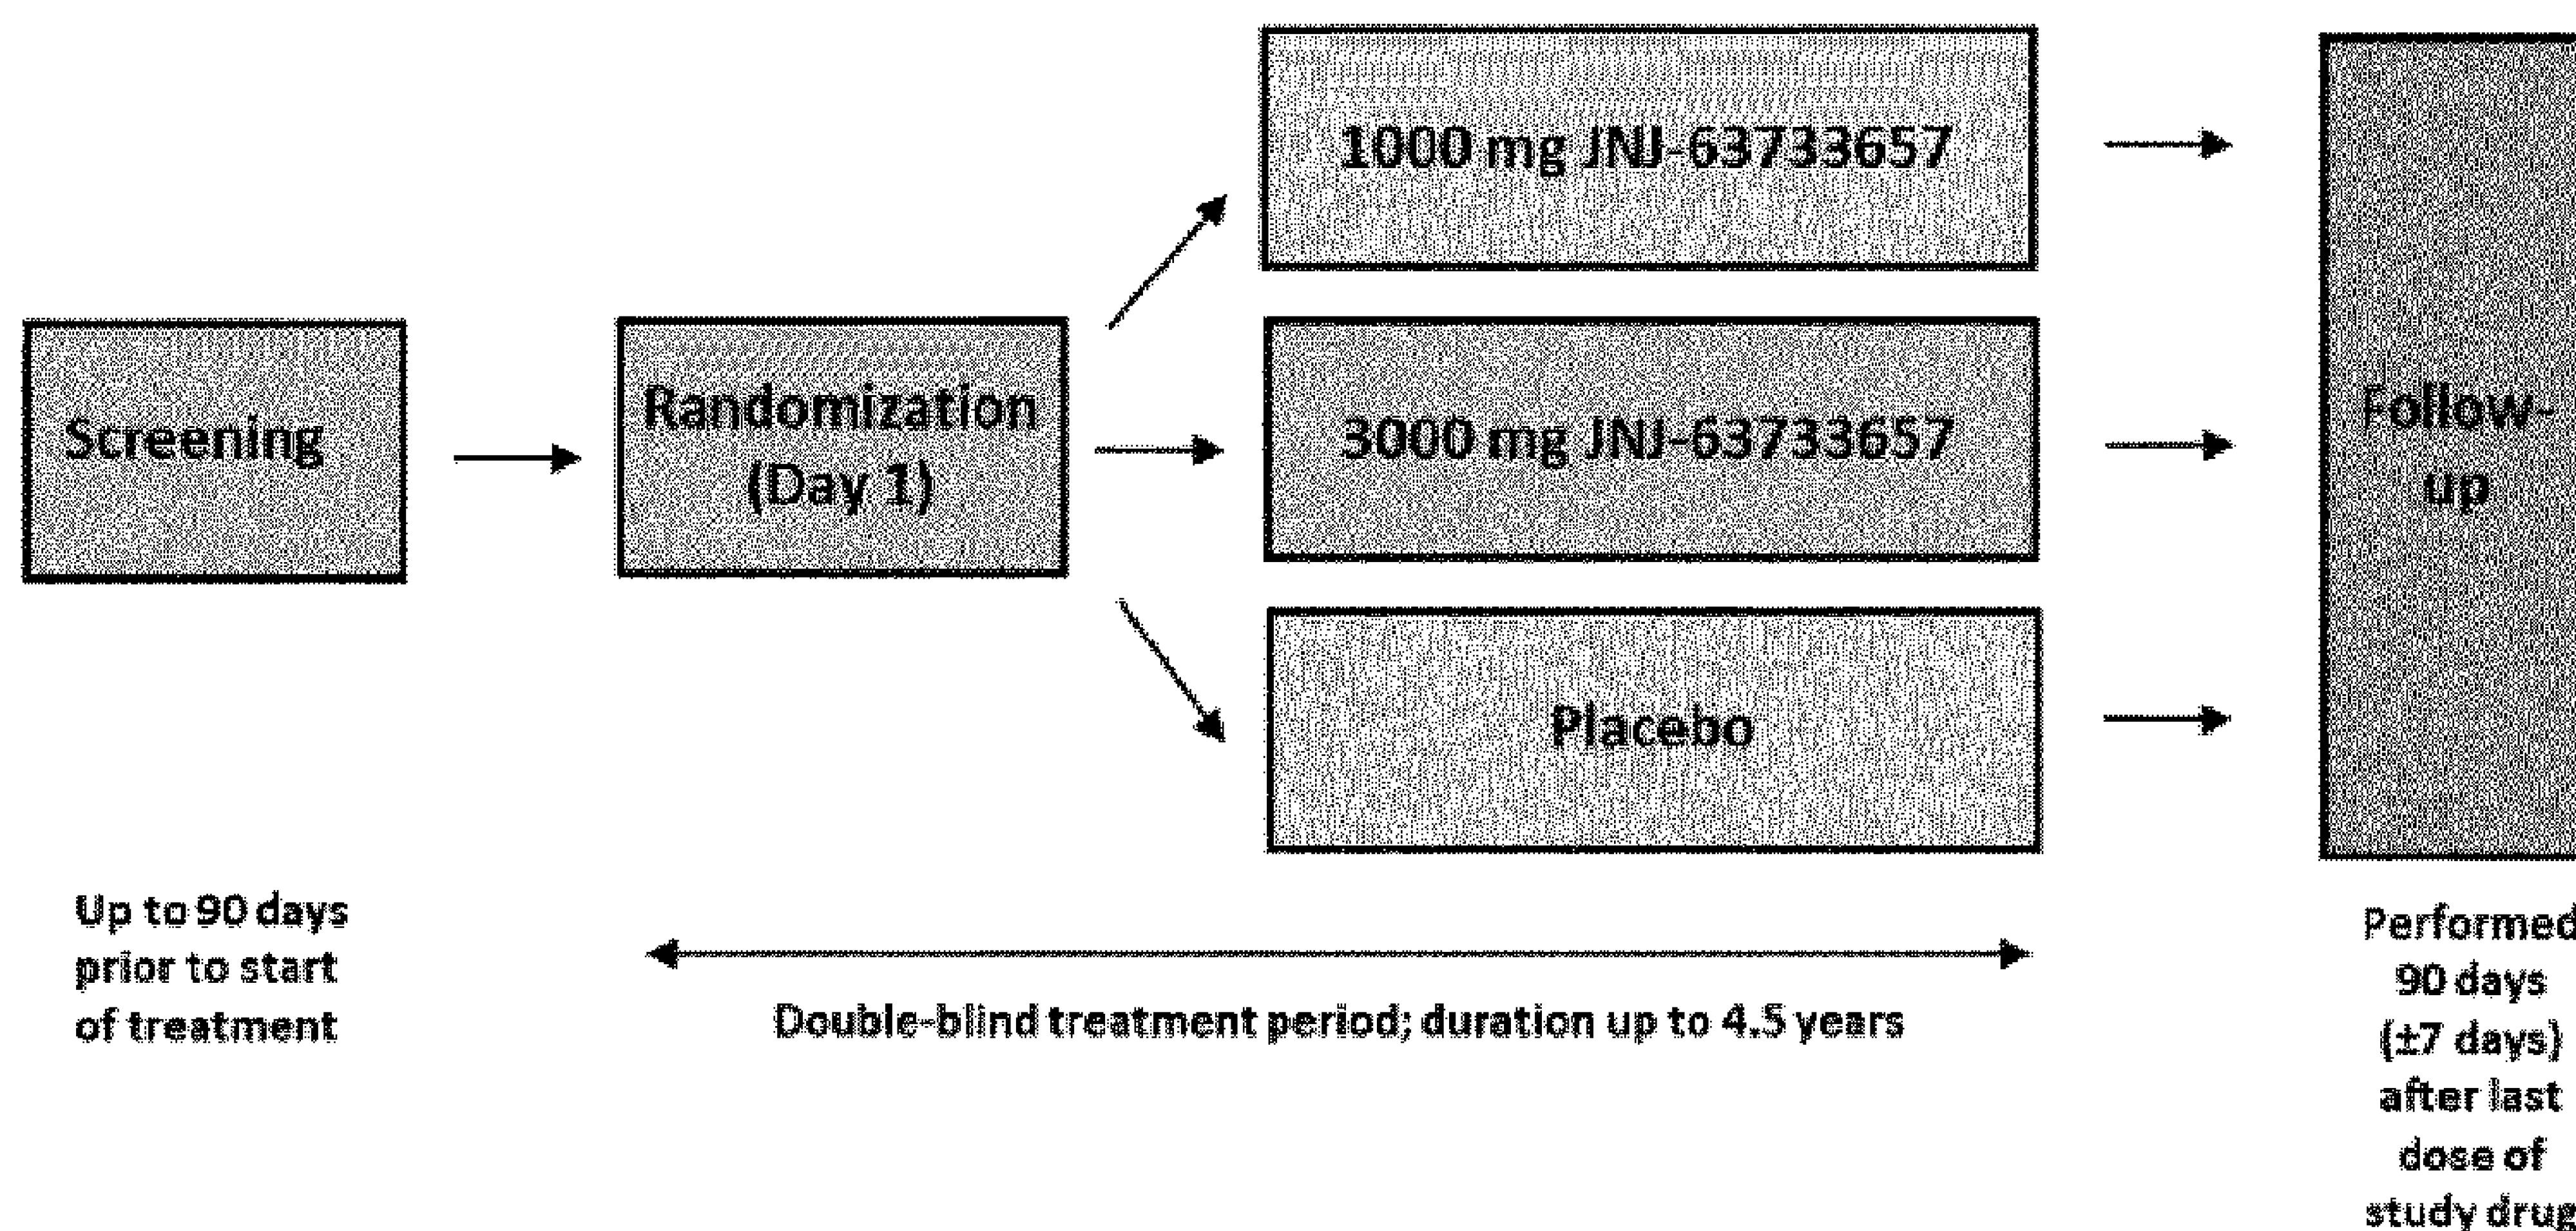 Screening
Randomization
(Day 1)
1000 mg JNJ-63733657
3000 mg JNJ-63733657
Placebo
Follow-
up
Up to 90 days
prior to start
of treatment
Double-blind treatment period; duration up to 4.5 years
Performed
90 days
(±7 days)
after last
dose of
study drug